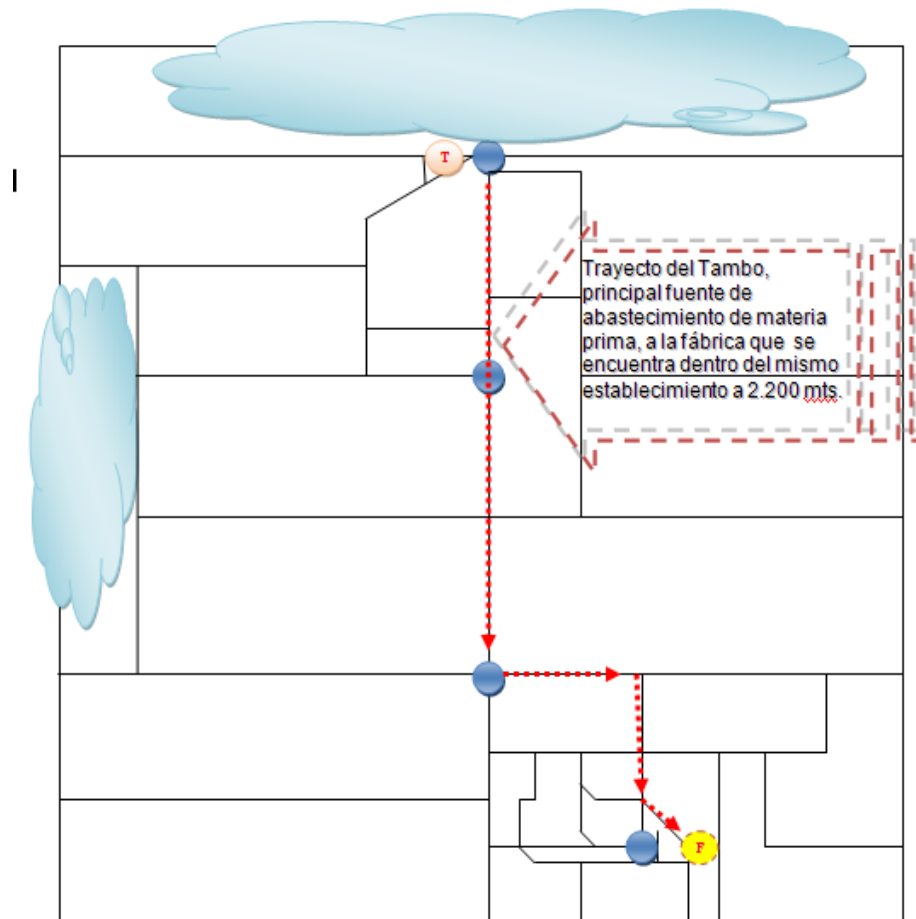 T
Trayecto del Tambo,
principal fuente de
abastecimiento de materia
prima, a la fábrica que se
encuentra dentro del mismo
establecimiento a 2.200 mts.
F